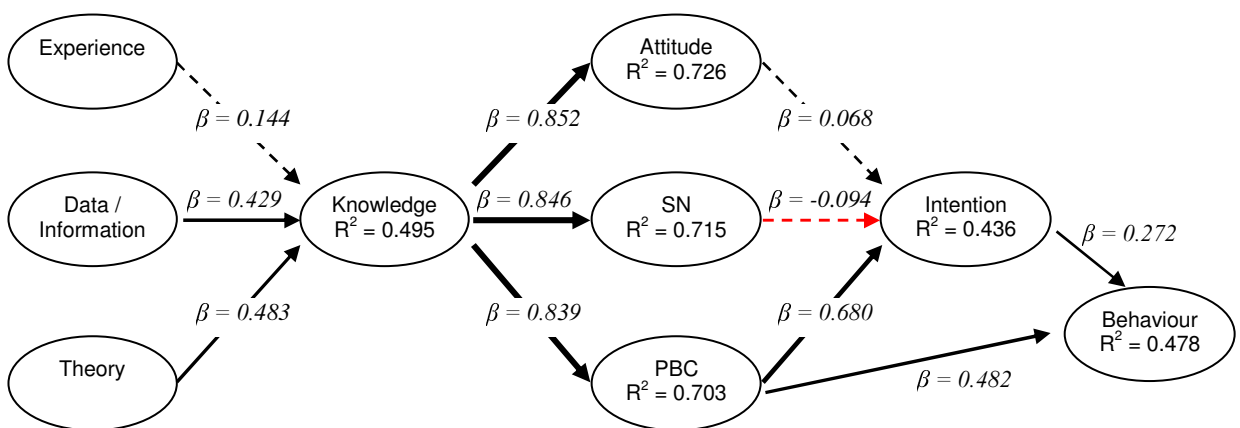 Experience
Attitude
R² = 0.726
β = 0.144
β = 0.852
β = 0.068
Data /
Information
β = 0.429
Knowledge
R² = 0.495
β = 0.846
SN
R² = 0.715
β = -0.094
Intention
R² = 0.436
β = 0.272
β = 0.483
β = 0.839
β = 0.680
Behaviour
R² = 0.478
Theory
PBC
R² = 0.703
β = 0.482